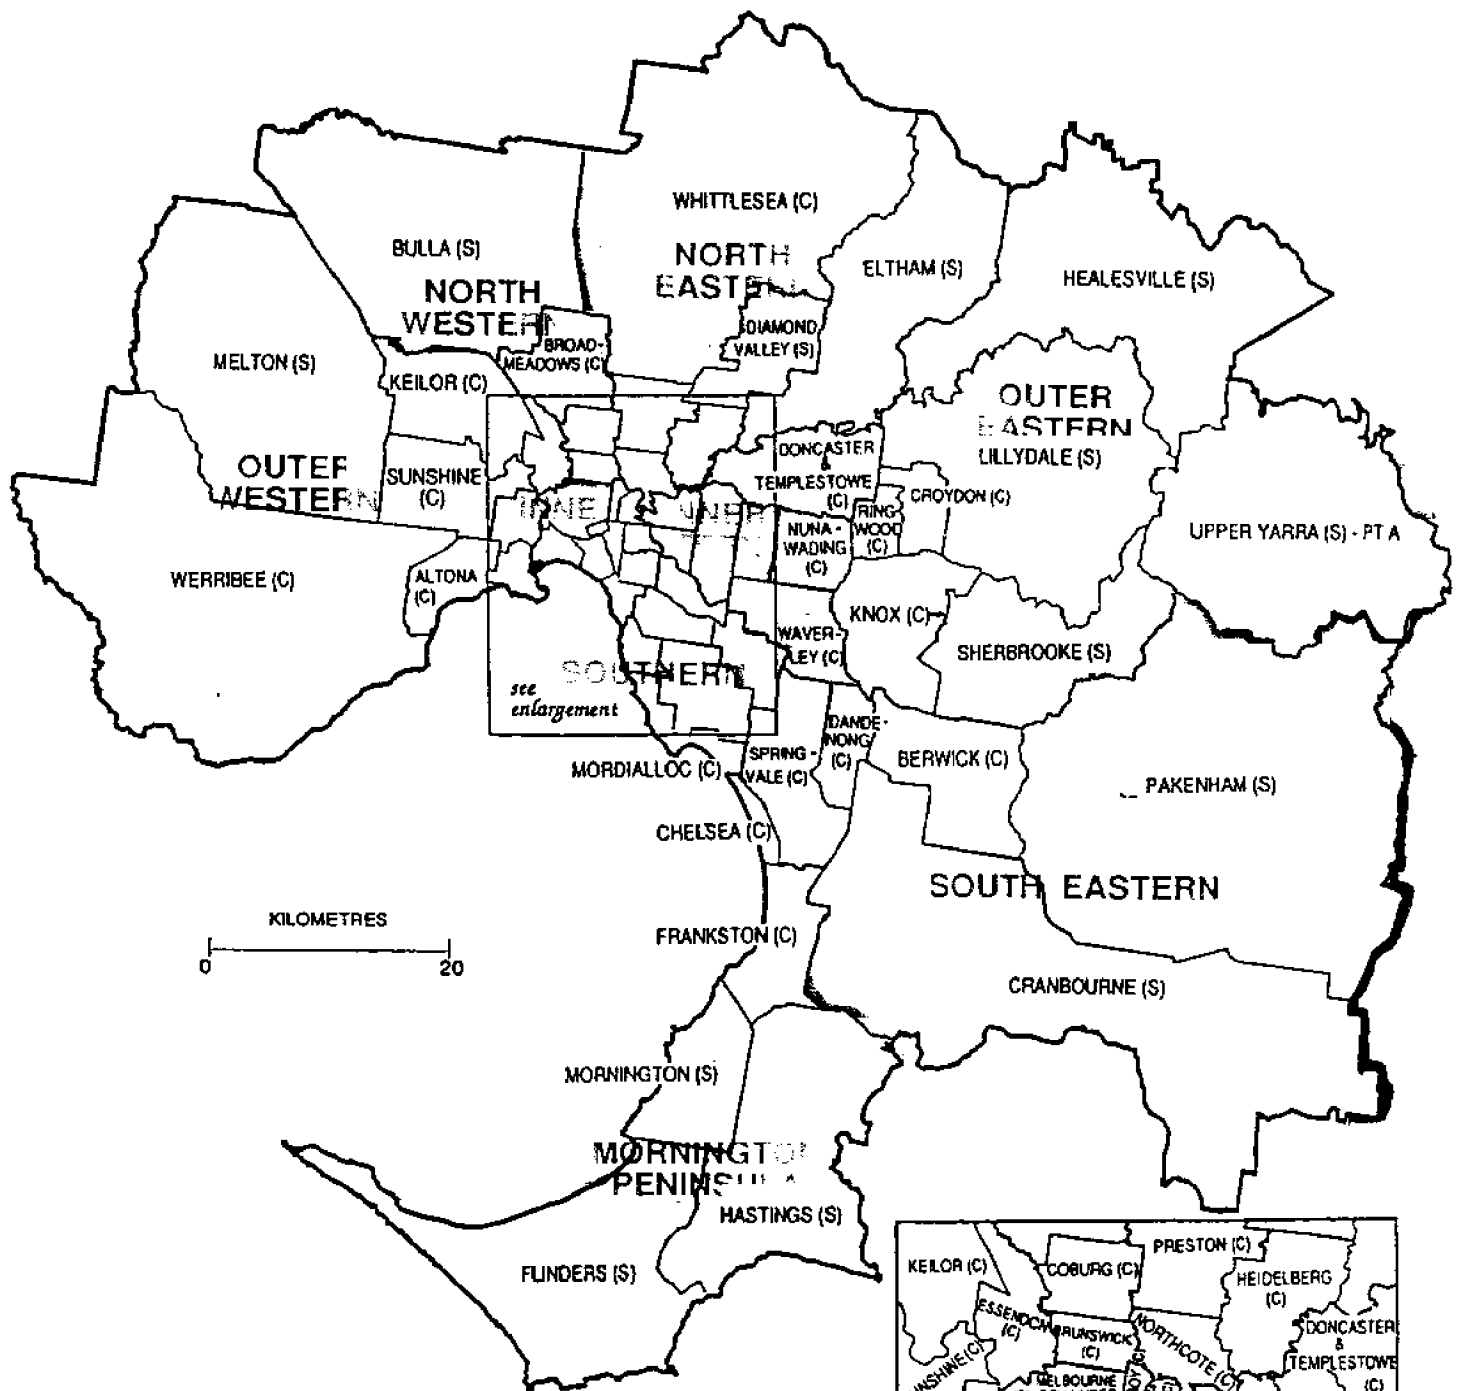 WHITTLESEA (C)
BULLA (S)
NORTH
EASTERN
ELTHAM (S)
HEALESVILLE (S)
NORTH
WESTERN
DIAMOND
VALLEY (S)
BROAD-
MEADOWS (C)
MELTON (S)
KEILOR (C)
OUTER
EASTERN
LILLYDALE (S)
OUTER
WESTERN
SUNSHINE
(C)
DONCASTER
&
TEMPLESTOWE
(C)
CROYDON (C)
INNER
RING
WOOD
(C)
NUNA-
WADING
(C)
UPPER YARRA (S) - PT A
WERRIBEE (C)
ALTONA
(C)
KNOX (C)
WAVER-
LEY (C)
SHERBROOKE (S)
SOUTHERN
see
enlargement
DANDE-
NONG
(C)
SPRING-
VALE (C)
MORDIALLOC (C)
BERWICK (C)
PAKENHAM (S)
CHELSEA (C)
SOUTH EASTERN
KILOMETRES
0 20
FRANKSTON (C)
CRANBOURNE (S)
MORNINGTON (S)
MORNINGTON
PENINSULA
HASTINGS (S)
FLINDERS (S)
KEILOR (C)
COBURG (C)
PRESTON (C)
HEIDELBERG
(C)
ESSENDON
(C)
BRUNSWICK
(C)
NORTHCOTE (C)
DONCASTER
&
TEMPLESTOWE
(C)
SUNSHINE (C)
MELBOURNE